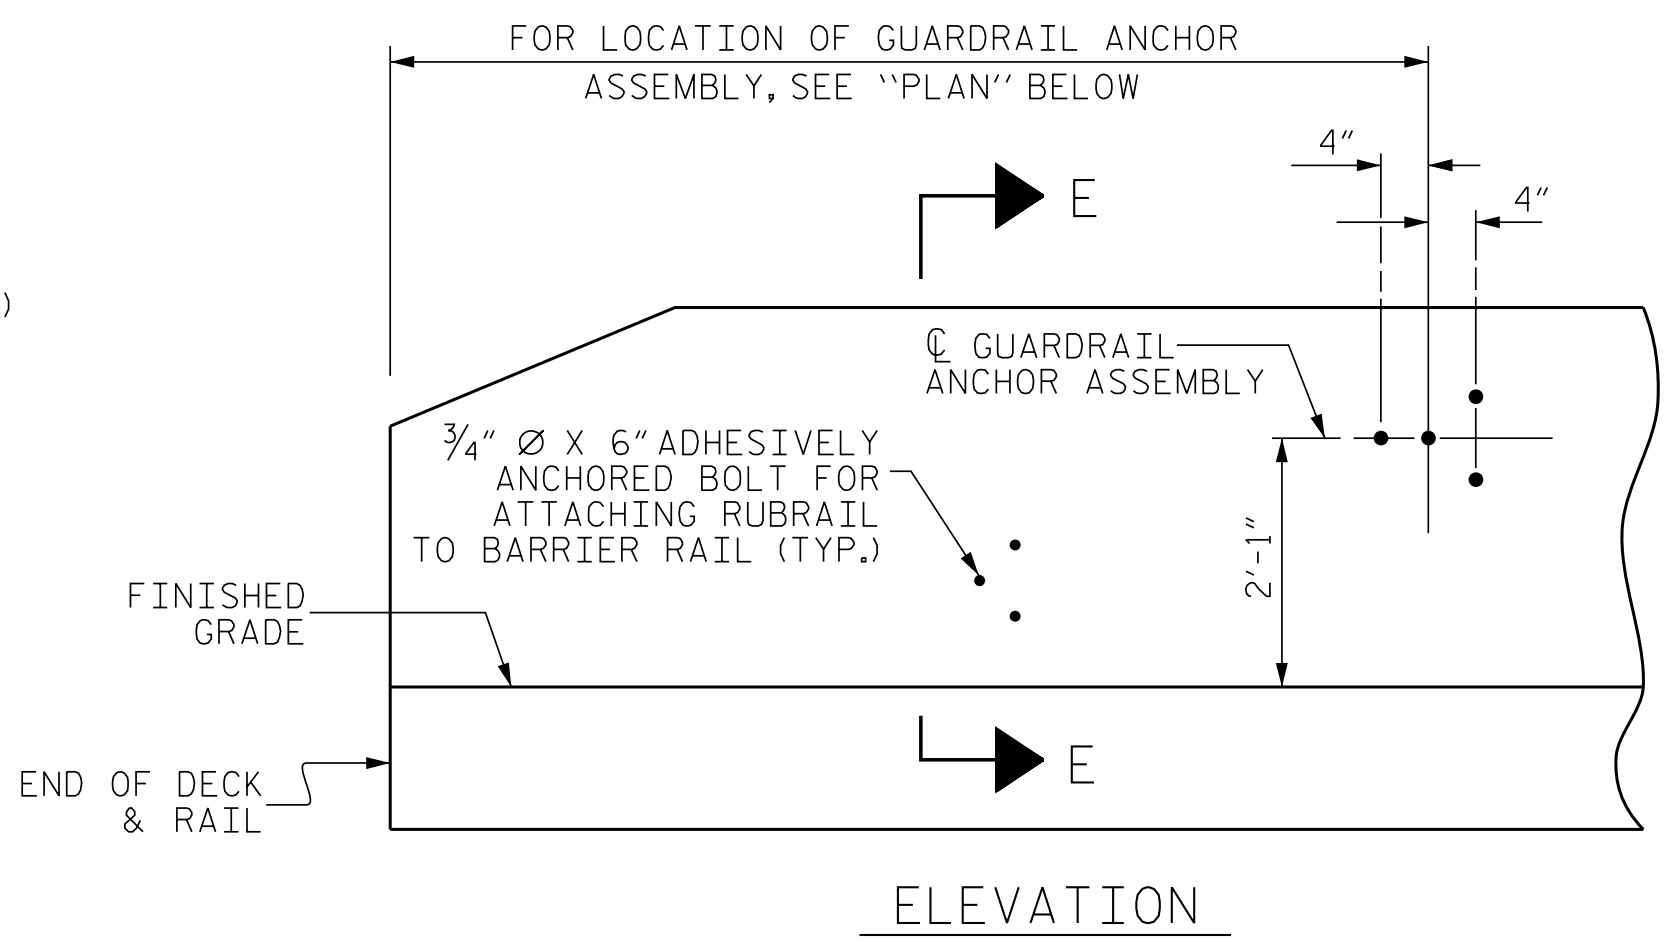 FOR LOCATION OF GUARDRAIL ANCHOR
ASSEMBLY, SEE "PLAN" BELOW
4"
4"
E
)
℄ GUARDRAIL
ANCHOR ASSEMBLY
3/4" Ø X 6" ADHESIVELY
ANCHORED BOLT FOR
ATTACHING RUBRAIL
TO BARRIER RAIL (TYP.)
2'-1"
FINISHED
GRADE
E
END OF DECK
& RAIL
ELEVATION